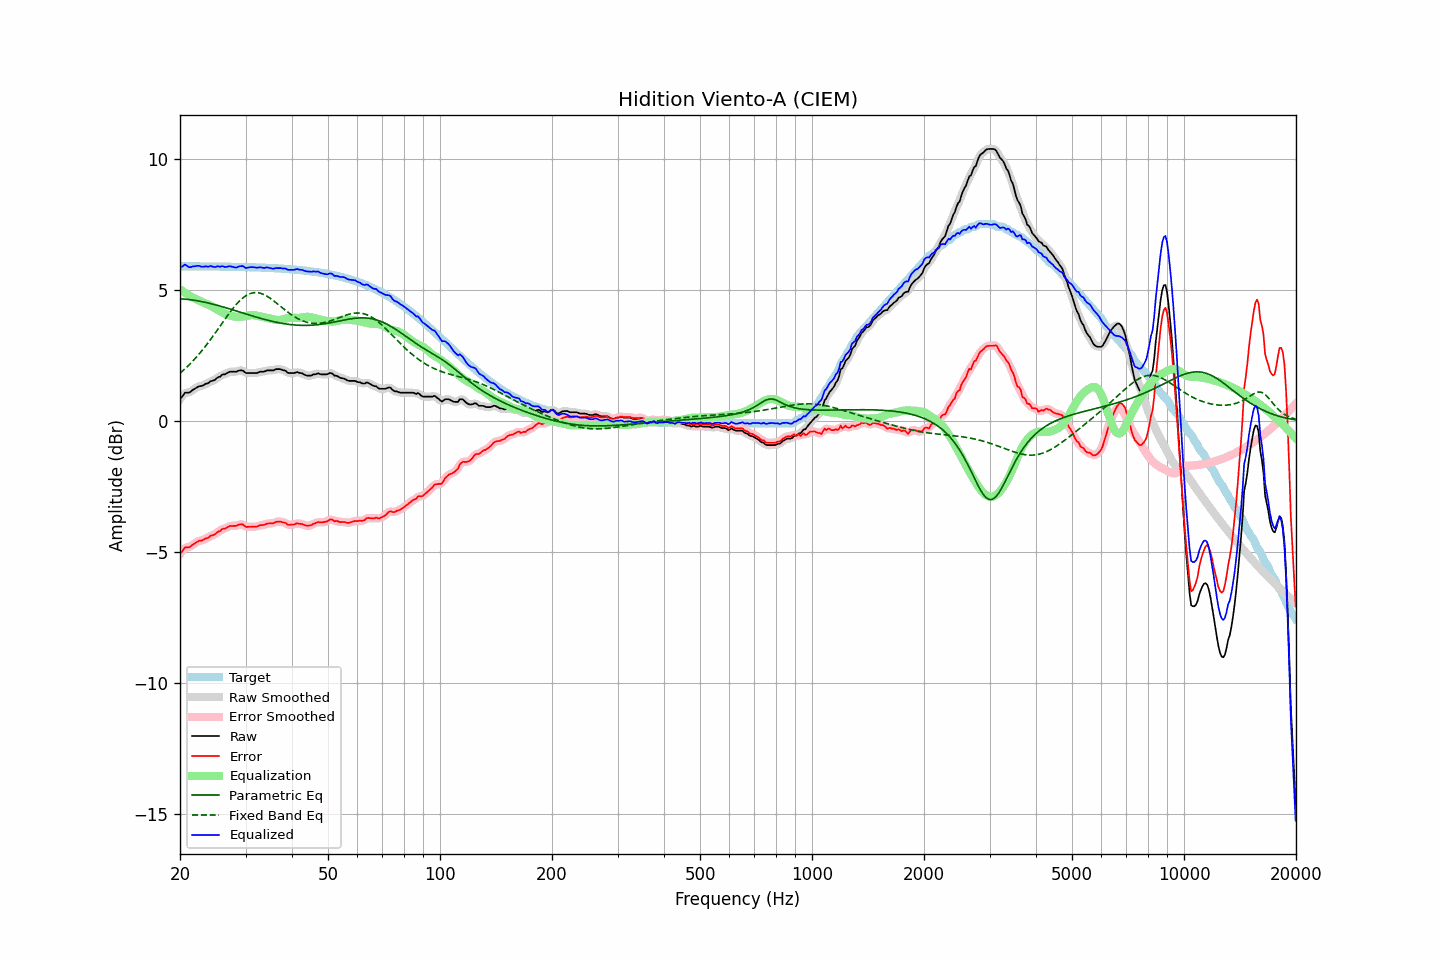 Hidition Viento-A (CIEM)
10
5
0
−5
−10
−15
Amplitude (dBr)
Target
Raw Smoothed
Error Smoothed
Raw
Error
Equalization
Parametric Eq
Fixed Band Eq
Equalized
20 50 100 200 500 1000 2000 5000 10000 20000
Frequency (Hz)